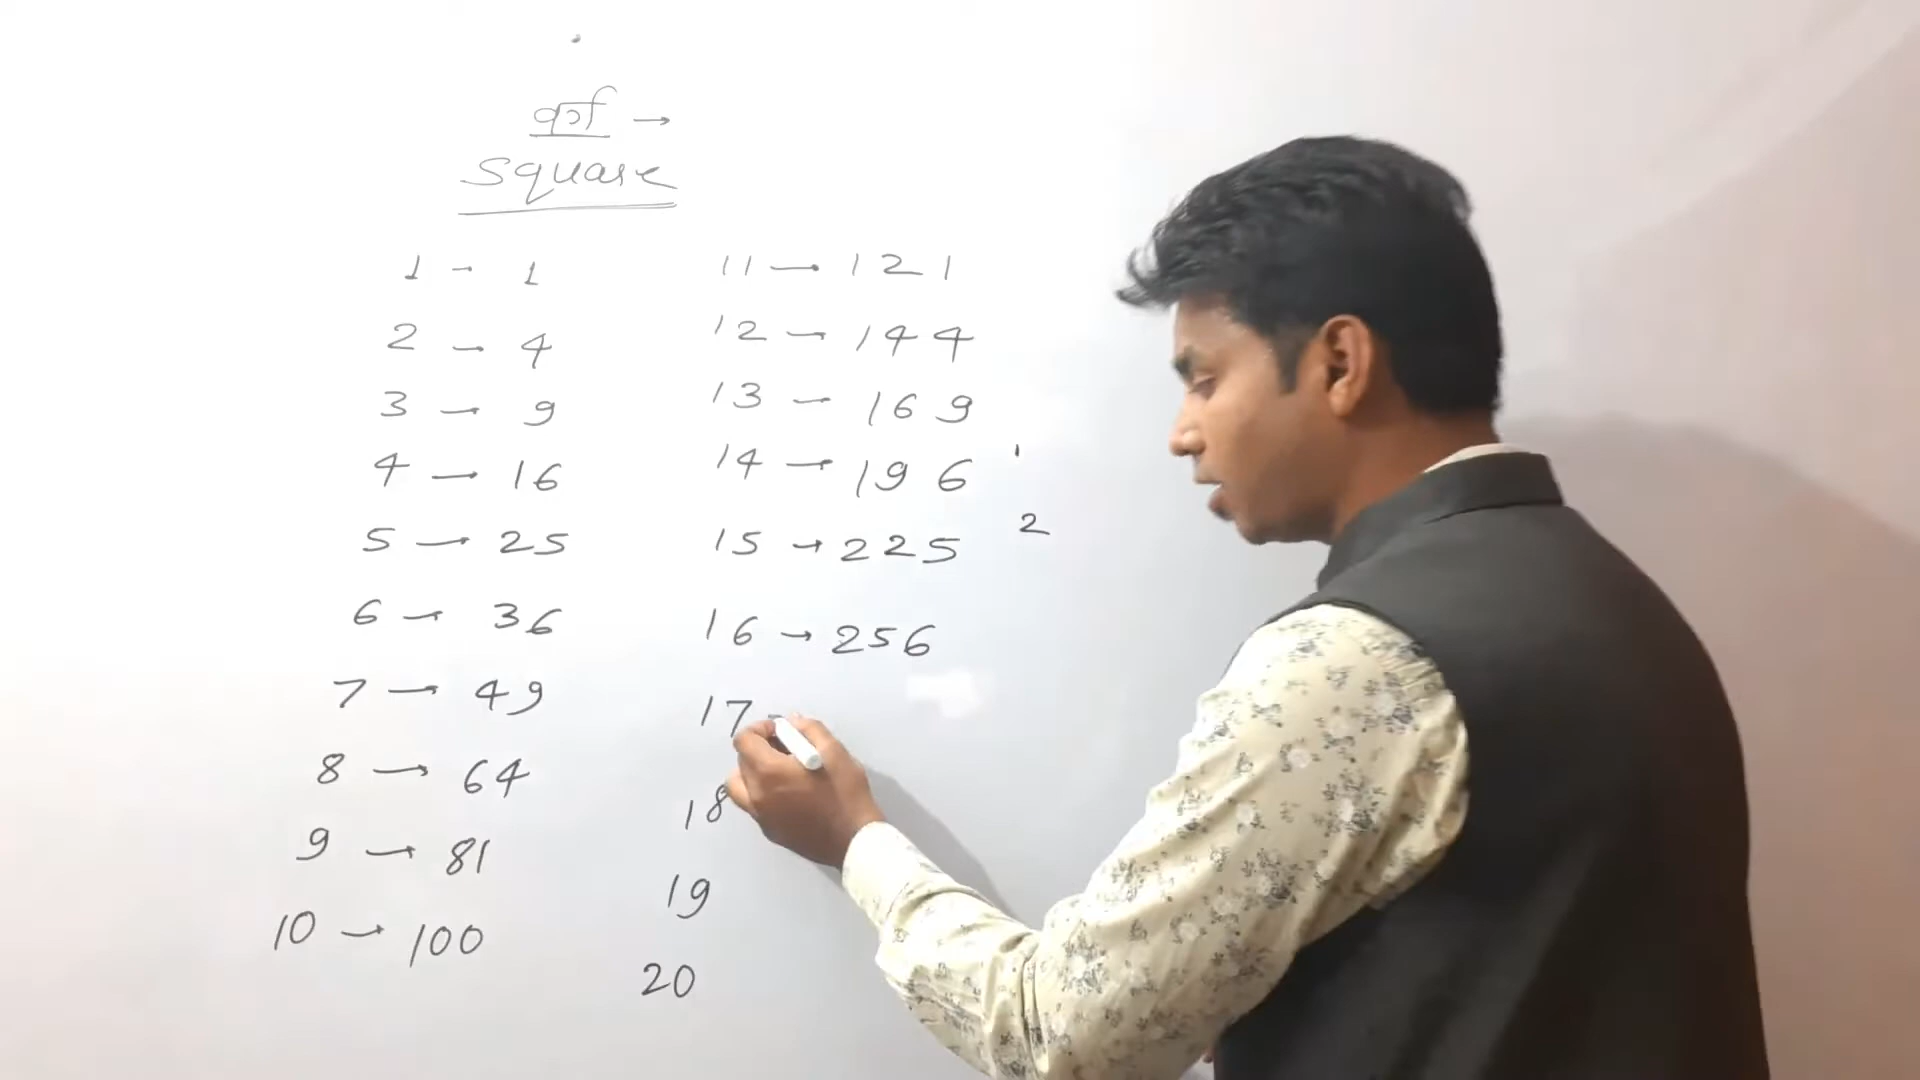 वर्ग →
Square
1 - 1
2 → 4
3 → 9
4 → 16
5 → 25
6 → 36
7 → 49
8 → 64
9 → 81
10 → 100
11 → 121
12 → 144
13 → 169
14 → 196
1
15 → 225
2
16 → 256
17 -
18
19
20